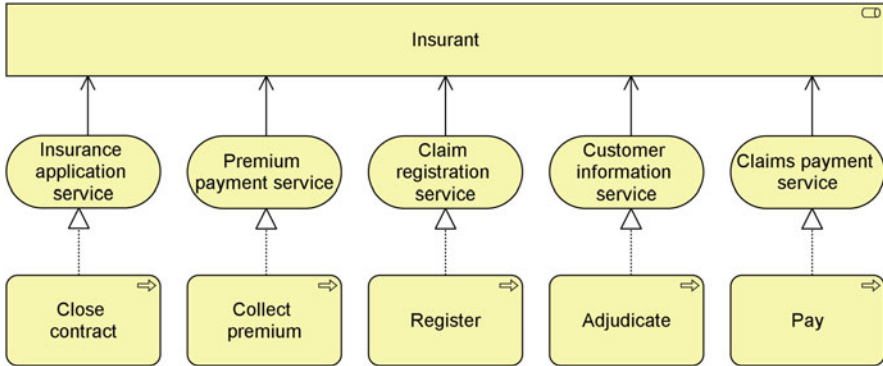 Insurant
Insurance
application
service
Premium
payment service
Claim
registration
service
Customer
information
service
Claims payment
service
Close
contract
Collect
premium
Register
Adjudicate
Pay